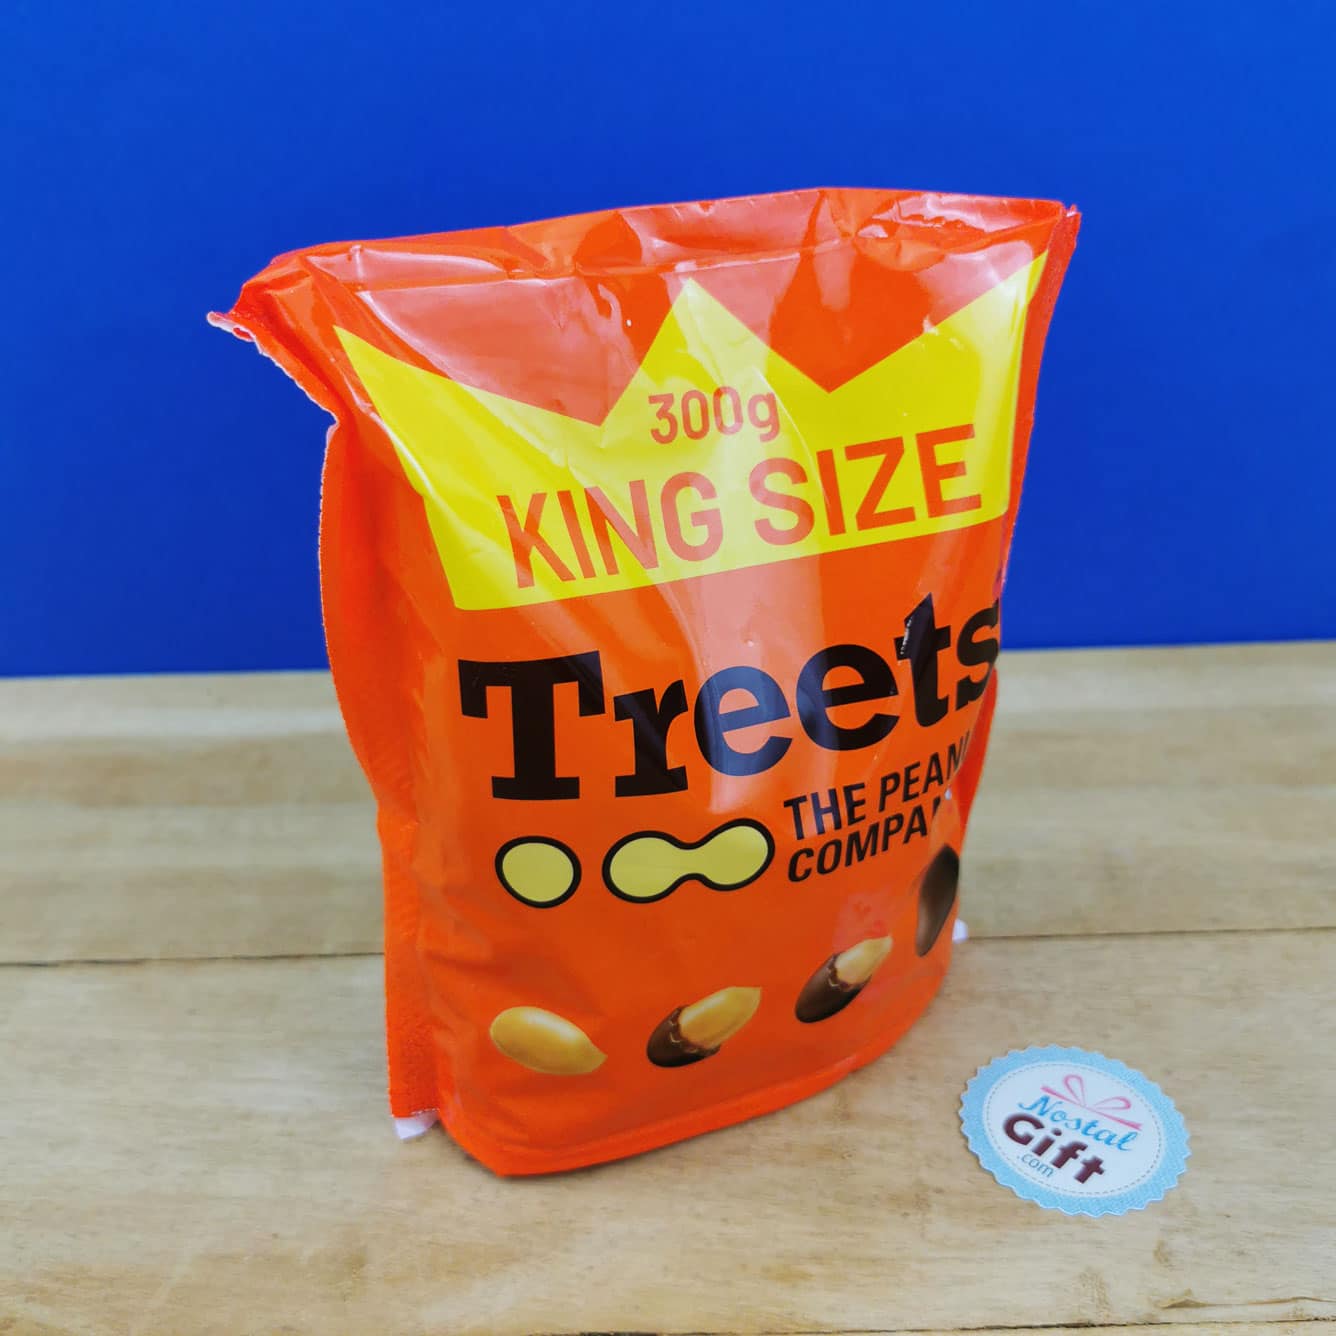 300g
KING SIZE
Treets
THE PEAN
COMPA
Nostal
Gift
.com